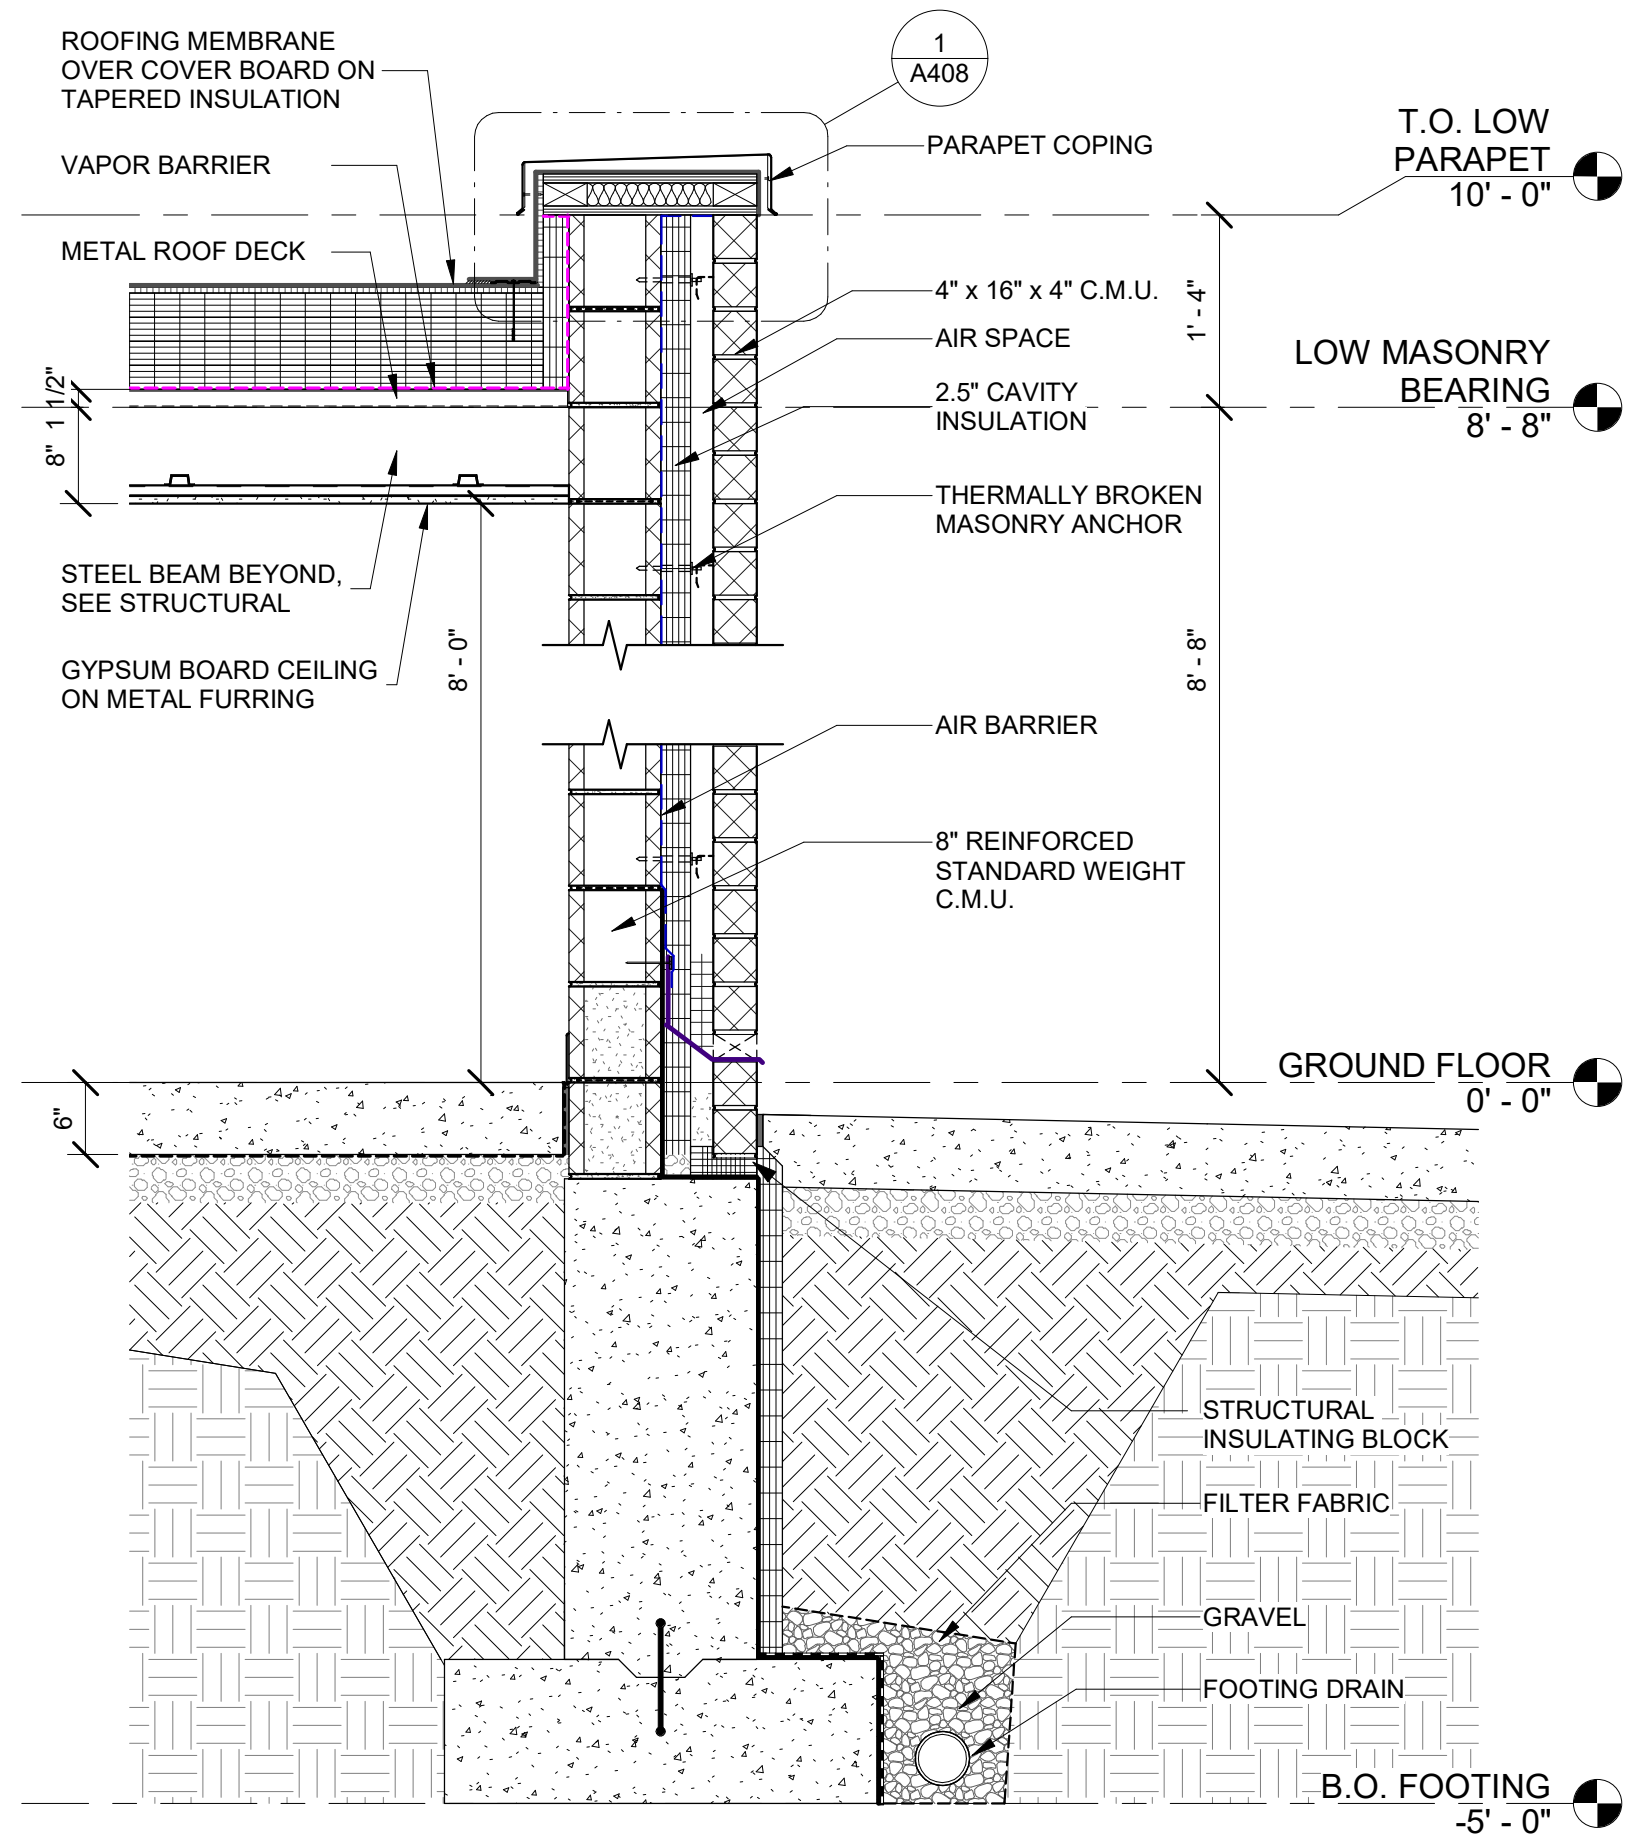 ROOFING MEMBRANE
OVER COVER BOARD ON
TAPERED INSULATION
VAPOR BARRIER
METAL ROOF DECK
1 1/2"
8"
STEEL BEAM BEYOND,
SEE STRUCTURAL
GYPSUM BOARD CEILING
ON METAL FURRING
8' - 0"
6"
1
A408
PARAPET COPING
4" x 16" x 4" C.M.U.
AIR SPACE
2.5" CAVITY
INSULATION
THERMALLY BROKEN
MASONRY ANCHOR
AIR BARRIER
8" REINFORCED
STANDARD WEIGHT
C.M.U.
1' - 4"
8' - 8"
T.O. LOW
PARAPET
10' - 0"
LOW MASONRY
BEARING
8' - 8"
GROUND FLOOR
0' - 0"
STRUCTURAL
INSULATING BLOCK
FILTER FABRIC
GRAVEL
FOOTING DRAIN
B.O. FOOTING
-5' - 0"